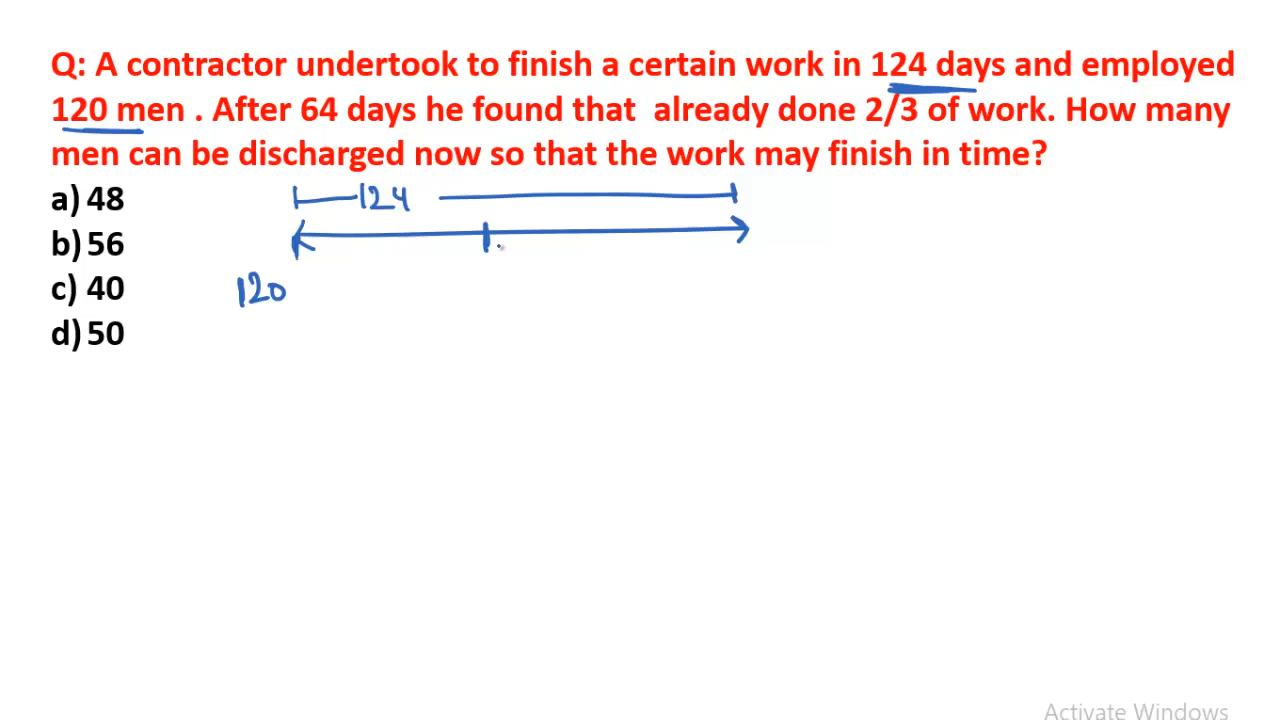 Q: A contractor undertook to finish a certain work in 124 days and employed
120 men . After 64 days he found that already done 2/3 of work. How many
men can be discharged now so that the work may finish in time?
a) 48
124
b) 56
c) 40
120
d) 50
Activate Windows